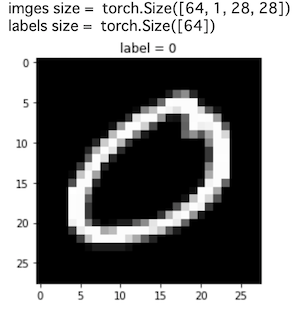 imges size =  torch.Size([64, 1, 28, 28])
labels size =  torch.Size([64])
label = 0
0
5
10
15
20
25
0 5 10 15 20 25